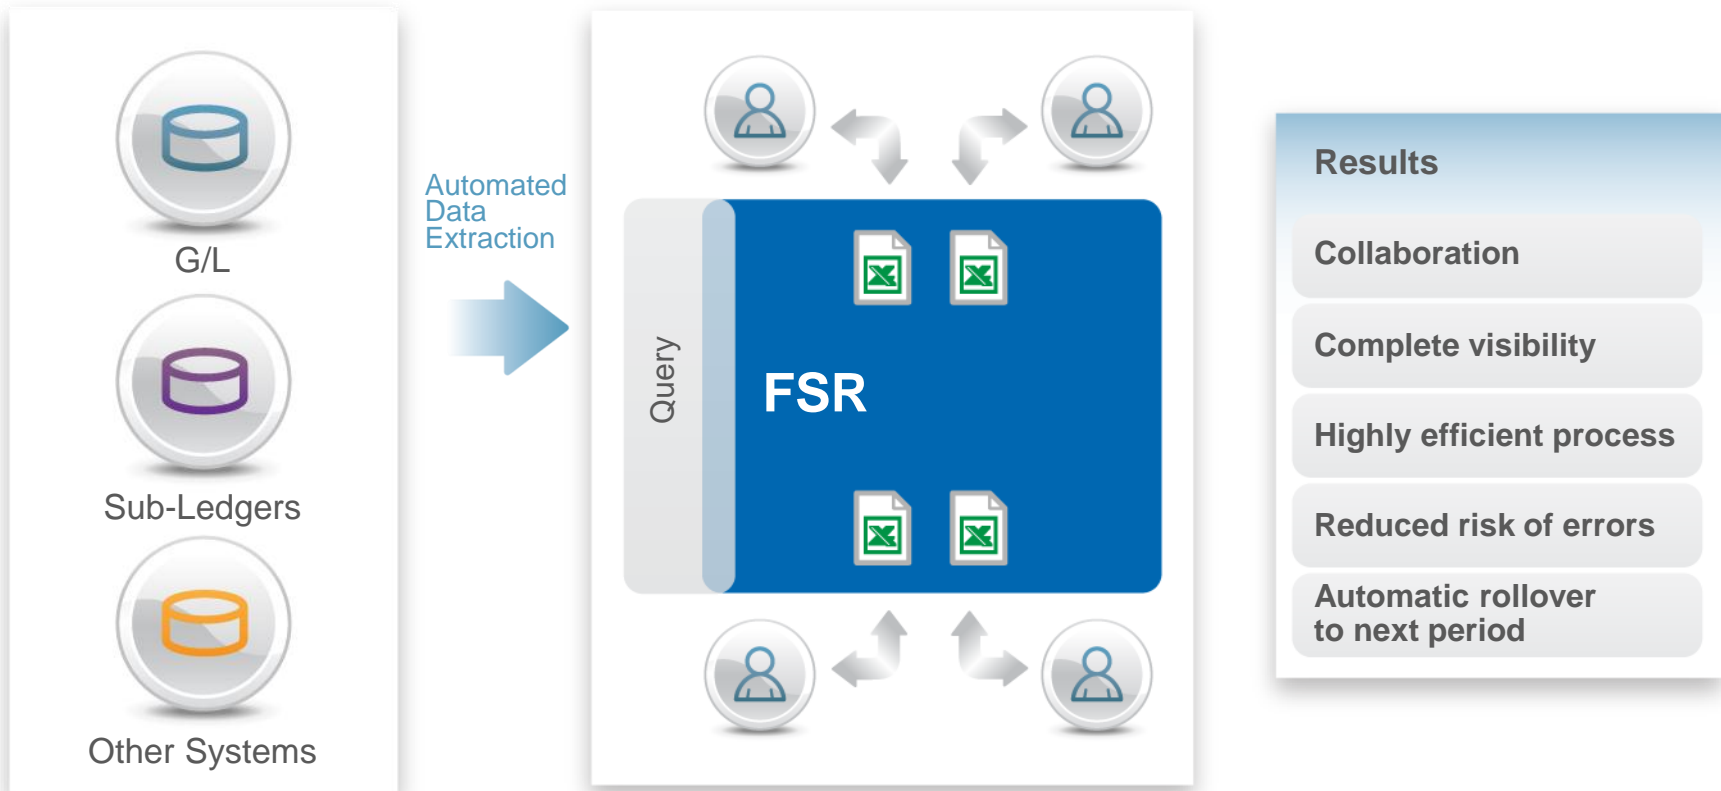 G/L
Sub-Ledgers
Other Systems
Automated
Data
Extraction
Query
FSR
Results
Collaboration
Complete visibility
Highly efficient process
Reduced risk of errors
Automatic rollover
to next period